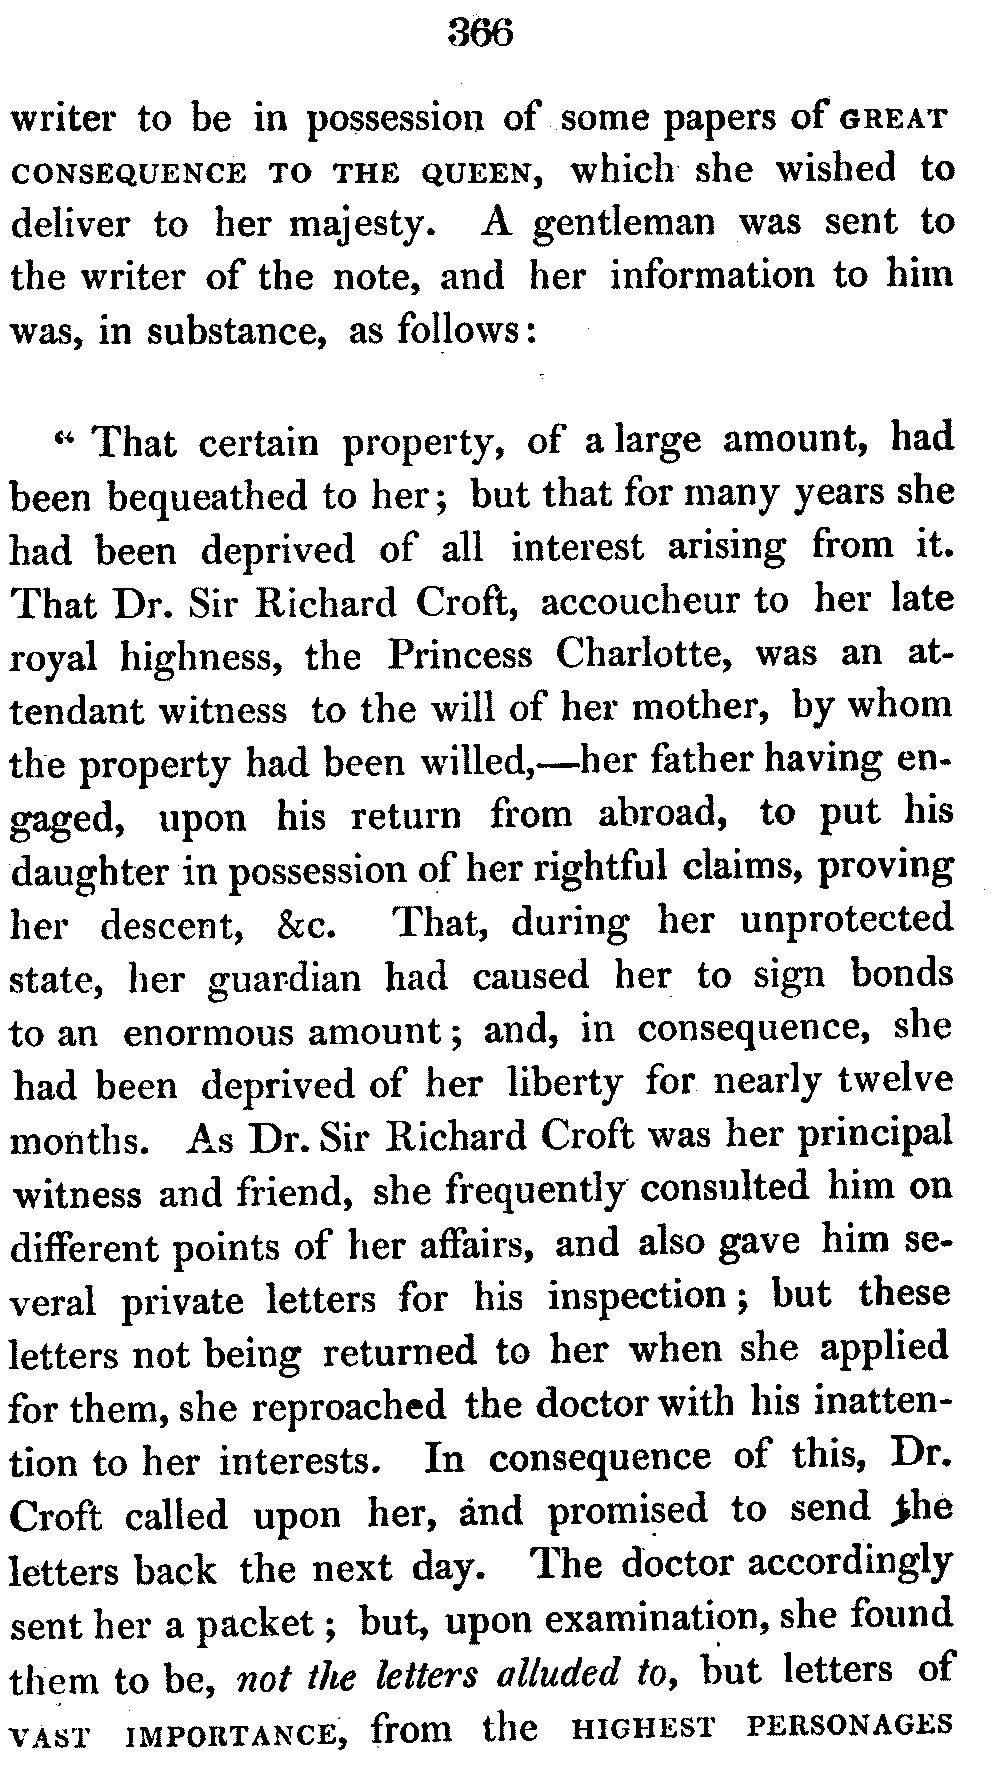 366
writer to be in possession of some papers of GREAT
CONSEQUENCE TO THE QUEEN, which she wished to
deliver to her majesty. A gentleman was sent to
the writer of the note, and her information to him
was, in substance, as follows:
“ That certain property, of a large amount, had
been bequeathed to her; but that for many years she
had been deprived of all interest arising from it.
That Dr. Sir Richard Croft, accoucheur to her late
royal highness, the Princess Charlotte, was an at-
tendant witness to the will of her mother, by whom
the property had been willed,—her father having en-
gaged, upon his return from abroad, to put his
daughter in possession of her rightful claims, proving
her descent, &c. That, during her unprotected
state, her guardian had caused her to sign bonds
to an enormous amount; and, in consequence, she
had been deprived of her liberty for nearly twelve
months. As Dr. Sir Richard Croft was her principal
witness and friend, she frequently consulted him on
different points of her affairs, and also gave him se-
veral private letters for his inspection; but these
letters not being returned to her when she applied
for them, she reproached the doctor with his inatten-
tion to her interests. In consequence of this, Dr.
Croft called upon her, and promised to send the
letters back the next day. The doctor accordingly
sent her a packet; but, upon examination, she found
them to be, not the letters alluded to, but letters of
VAST IMPORTANCE, from the HIGHEST PERSONAGES